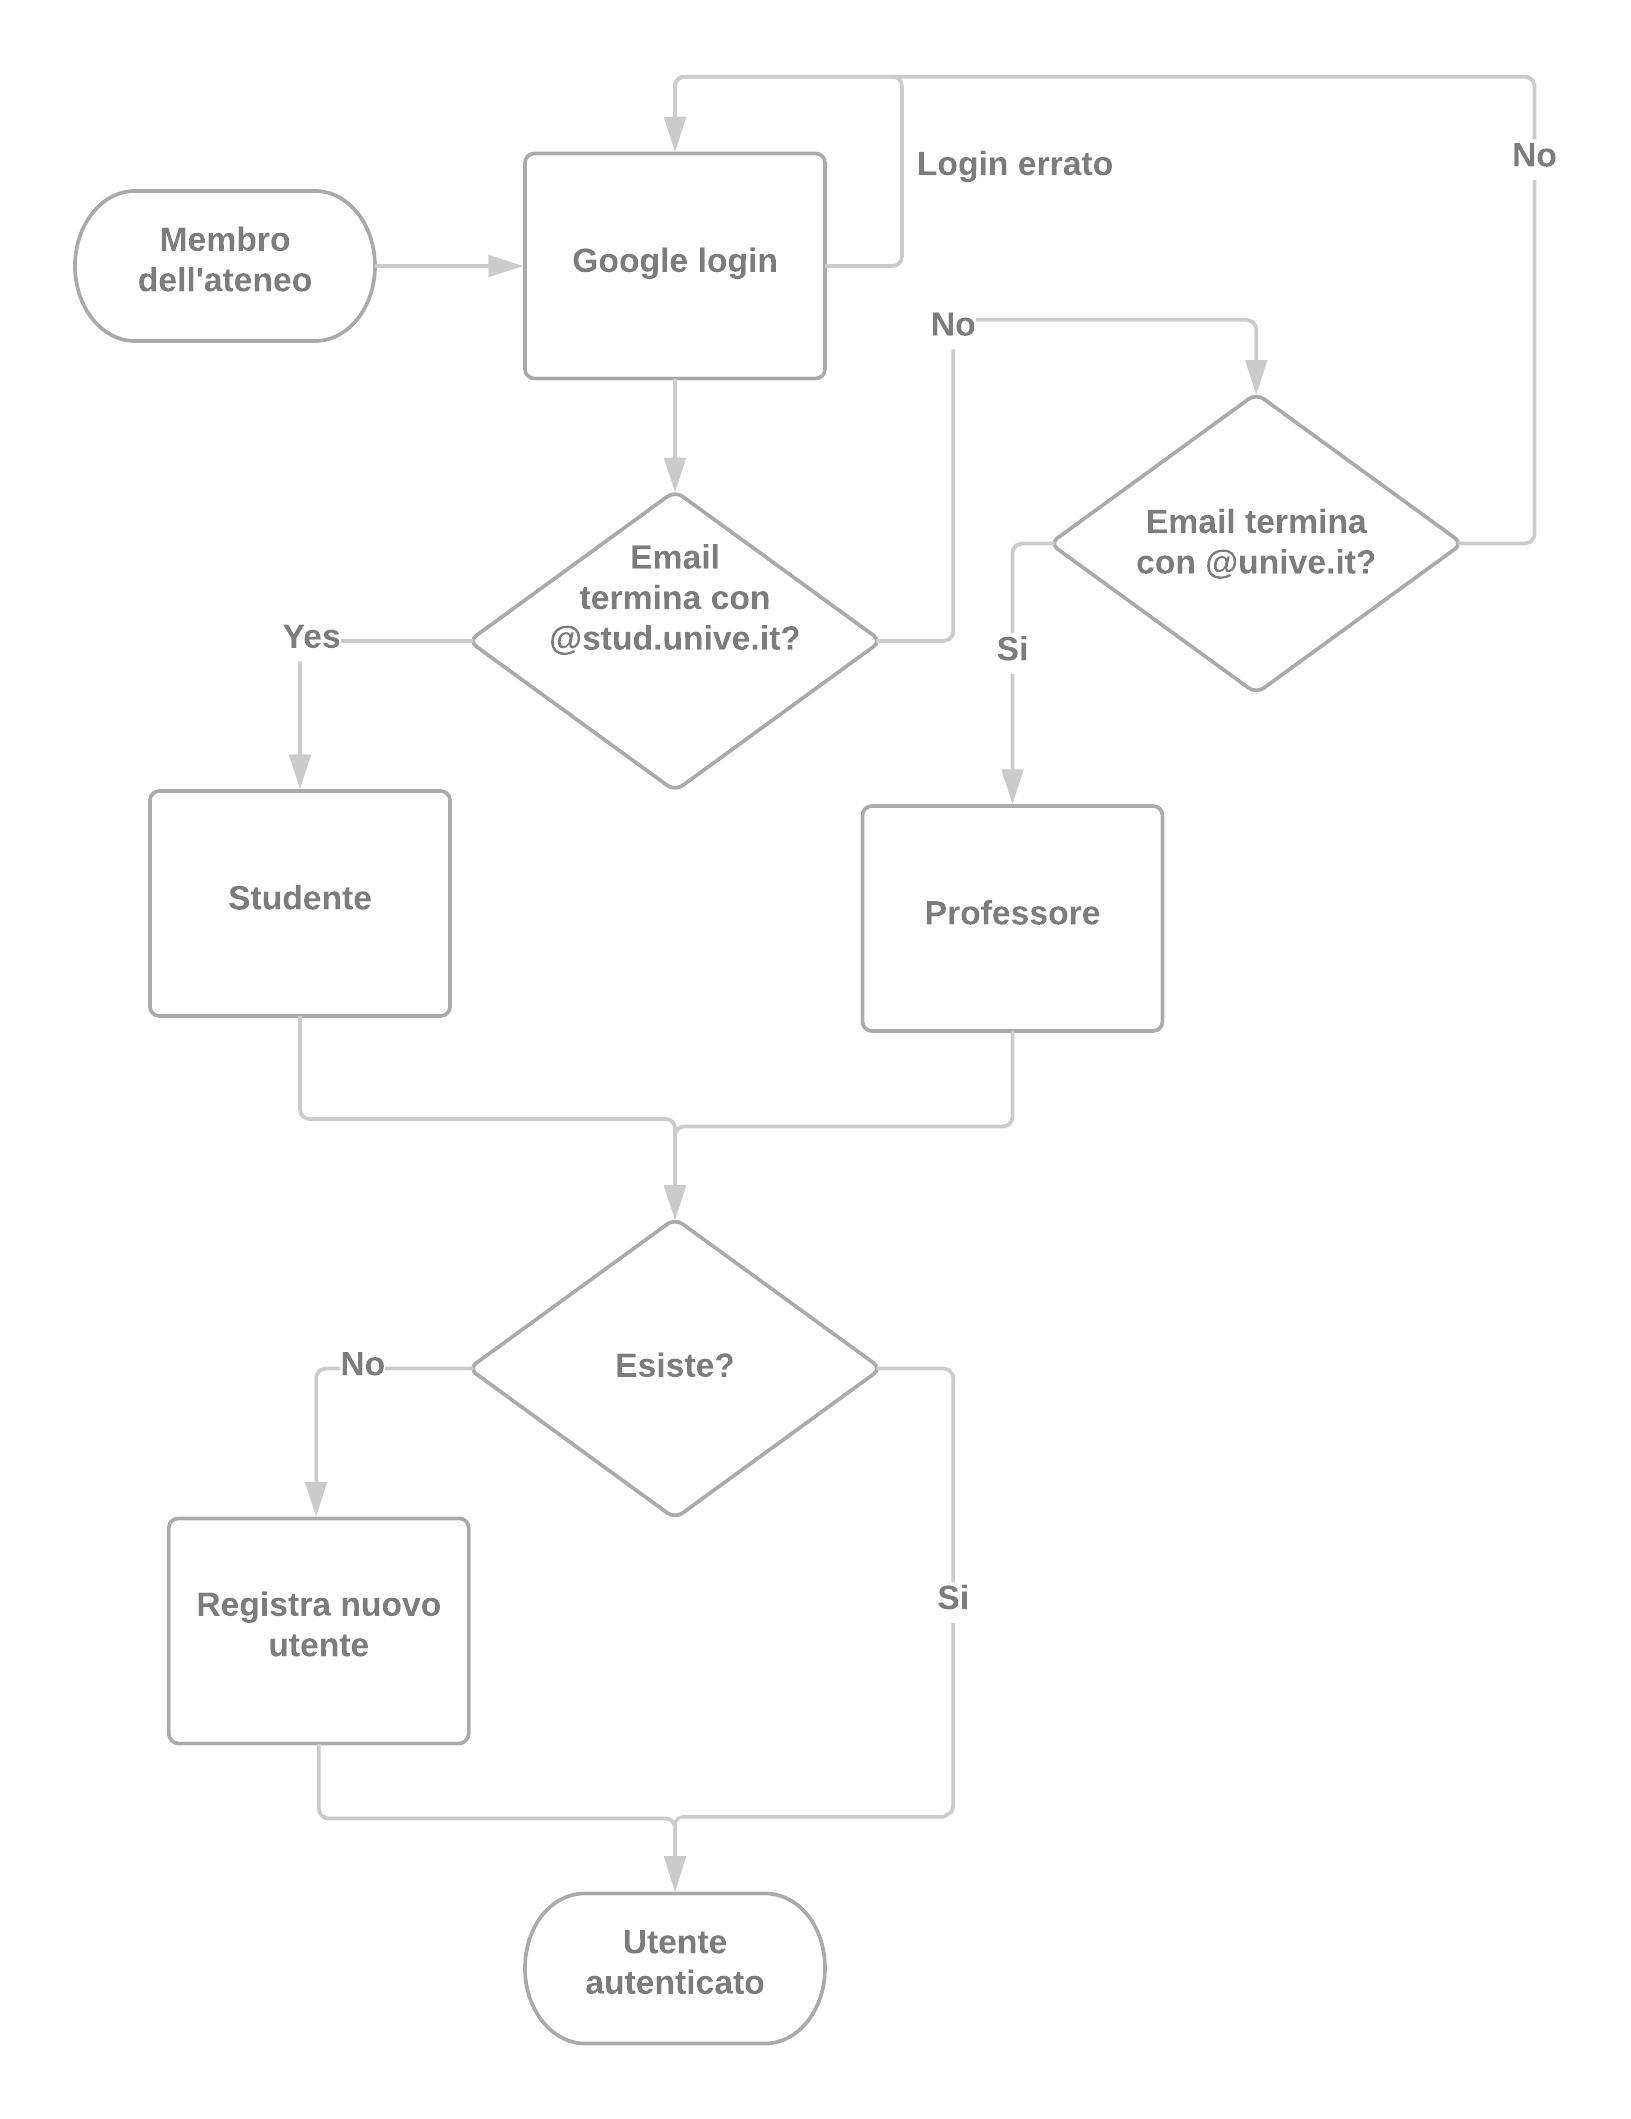 Login errato
No
Membro
dell'ateneo
Google login
No
Email termina
con @unive.it?
Email
termina con
@stud.unive.it?
Yes
Si
Studente
Professore
No
Esiste?
Registra nuovo
utente
Si
Utente
autenticato